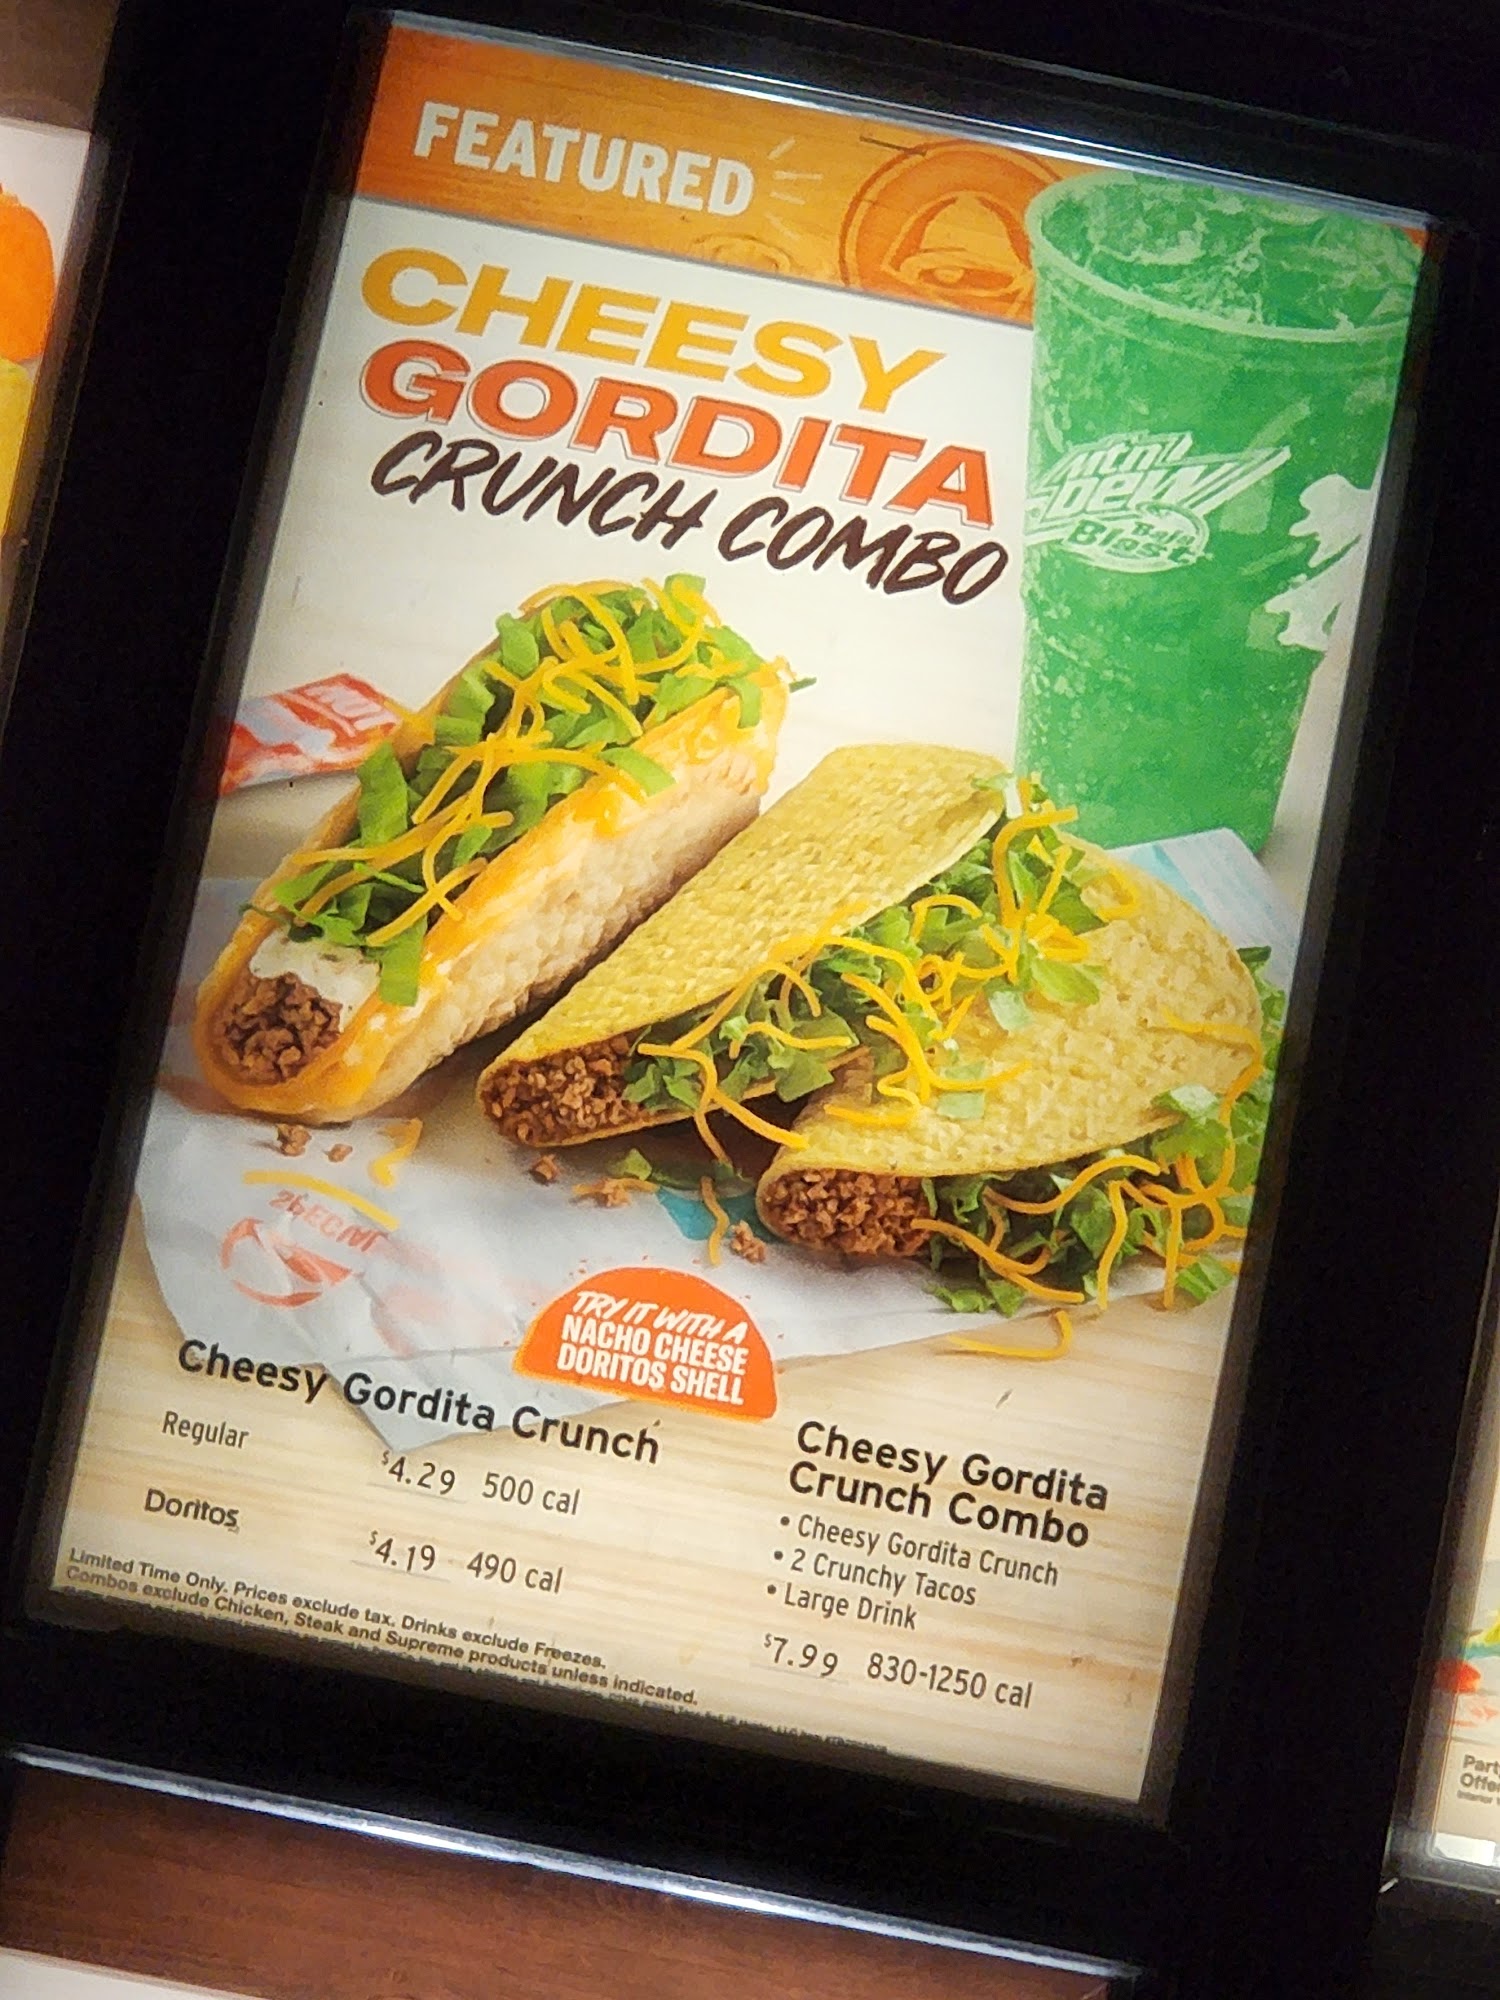 FEATURED
CHEESY
GORDITA
CRUNCH COMBO
mtn
Dew
Baja
Blast
TRY IT WITH A
NACHO CHEESE
DORITOS SHELL
Cheesy Gordita Crunch
Regular $4.29 500 cal
Doritos $4.19 490 cal
Cheesy Gordita
Crunch Combo
• Cheesy Gordita Crunch
• 2 Crunchy Tacos
• Large Drink
$7.99 830-1250 cal
Limited Time Only. Prices exclude tax. Drinks exclude Freezes.
Combos exclude Chicken, Steak and Supreme products unless indicated.